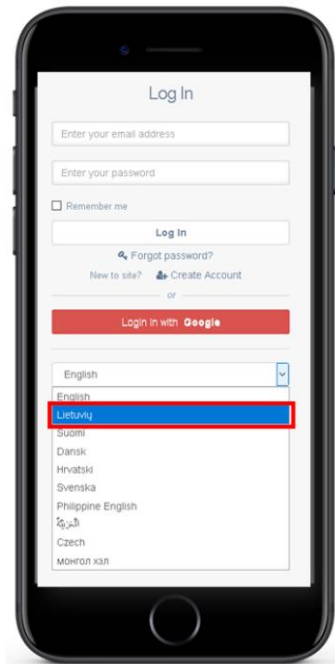 Log In
Enter your email address
Enter your password
Remember me
Log In
Forgot password?
New to site? Create Account
or
Login in with Google
English
English
Lietuvių
Suomi
Dansk
Hrvatski
Svenska
Philippine English
Czech
монгол хэл